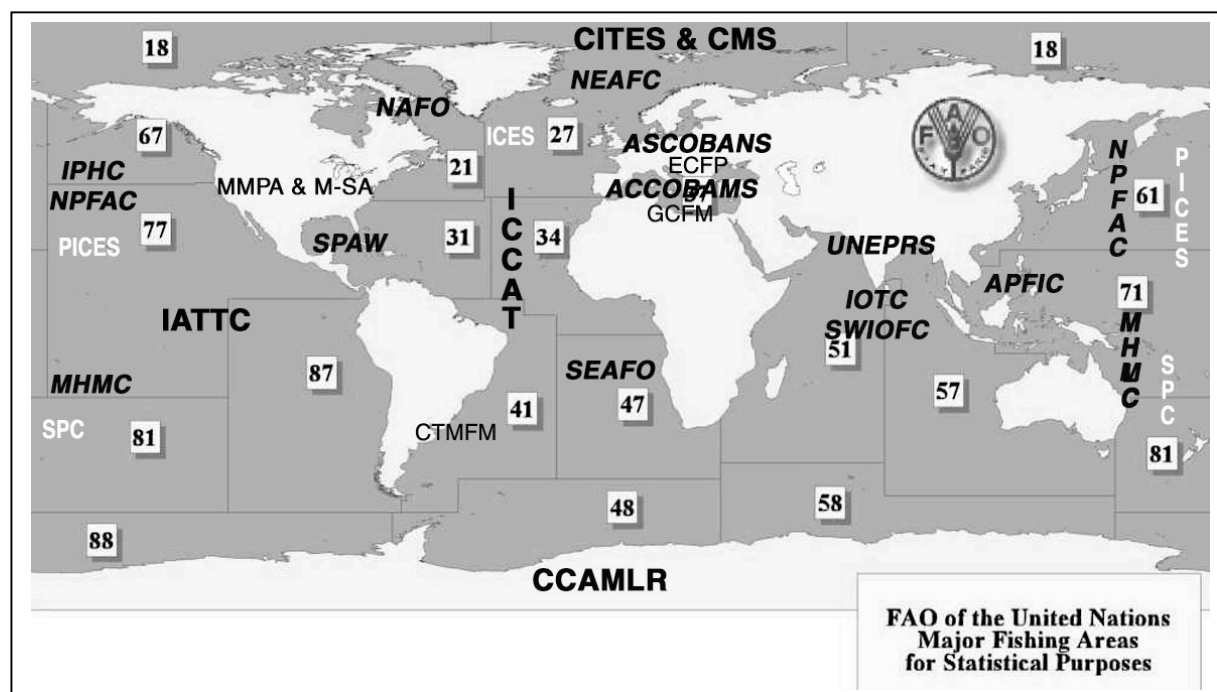 CITES & CMS
18
18
NEAFC
NAFO
67
ICES
27
ASCOBANS
ECFP
21
IPHC
MMPA & M-SA
ACCOBAMS
37
NPFAC
GCFM
NPFAC
61
PICES
77
PICES
SPAW
31
ICCAT
34
UNEPRS
APFIC
IOTC
71
IATTC
SWIOFC
51
87
SEAFO
MHMC
57
47
41
SPC
SPC
CTMFM
81
81
48
58
88
CCAMLR
FAO of the United Nations
Major Fishing Areas
for Statistical Purposes